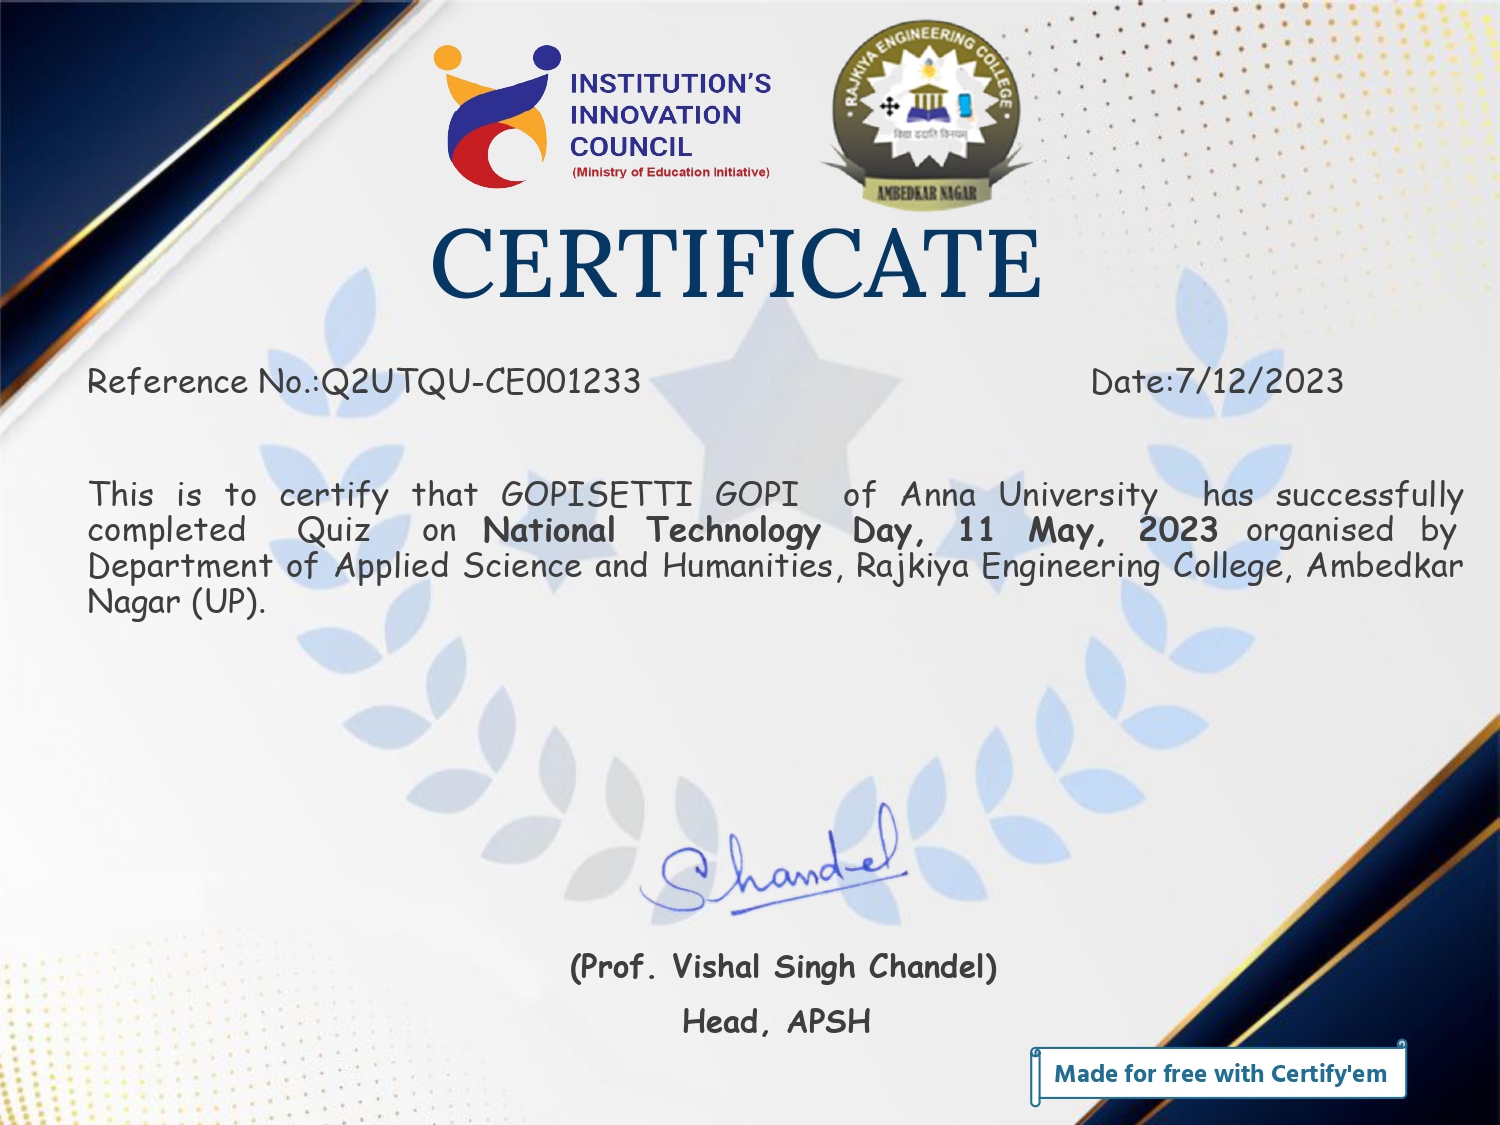 INSTITUTION'S
INNOVATION
COUNCIL
(Ministry of Education Initiative)
RAJKIYA ENGINEERING COLLEGE
विद्या ददाति विनयम्
AMBEDKAR NAGAR
CERTIFICATE
Reference No.:Q2UTQU-CE001233 Date:7/12/2023
This is to certify that GOPISETTI GOPI of Anna University has successfully
completed Quiz on National Technology Day, 11 May, 2023 organised by
Department of Applied Science and Humanities, Rajkiya Engineering College, Ambedkar
Nagar (UP).
Chandel
(Prof. Vishal Singh Chandel)
Head, APSH
Made for free with Certify'em